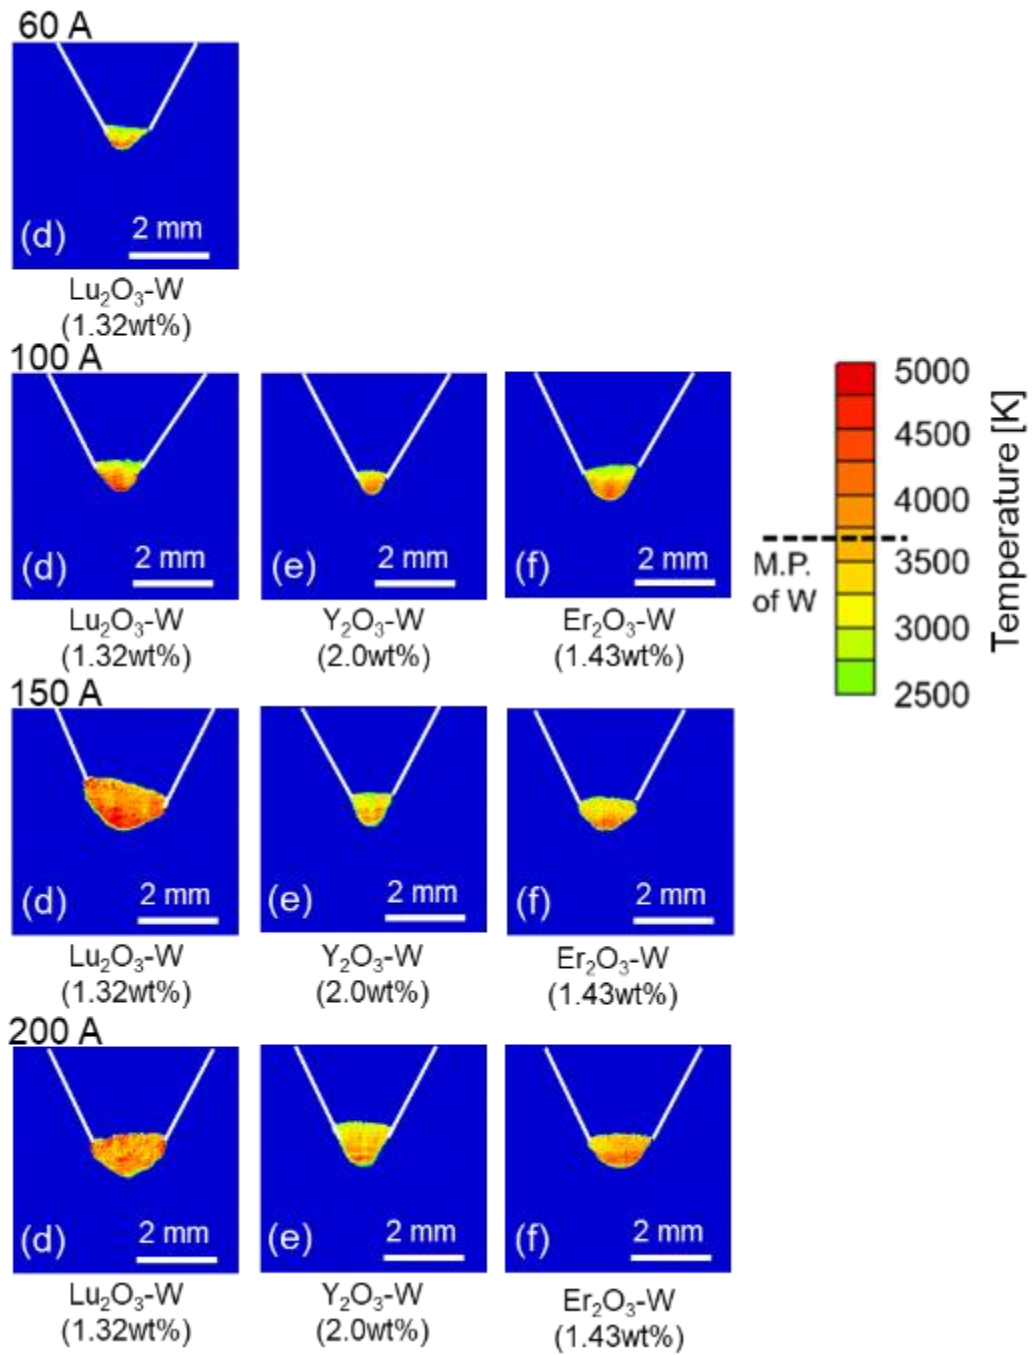 60 A
(d)
2 mm
Lu₂O₃-W
(1.32wt%)
100 A
(d)
2 mm
(e)
2 mm
(f)
2 mm
Lu₂O₃-W
(1.32wt%)
Y₂O₃-W
(2.0wt%)
Er₂O₃-W
(1.43wt%)
5000
4500
4000
3500
3000
2500
Temperature [K]
M.P.
of W
150 A
(d)
2 mm
(e)
2 mm
(f)
2 mm
Lu₂O₃-W
(1.32wt%)
Y₂O₃-W
(2.0wt%)
Er₂O₃-W
(1.43wt%)
200 A
(d)
2 mm
(e)
2 mm
(f)
2 mm
Lu₂O₃-W
(1.32wt%)
Y₂O₃-W
(2.0wt%)
Er₂O₃-W
(1.43wt%)